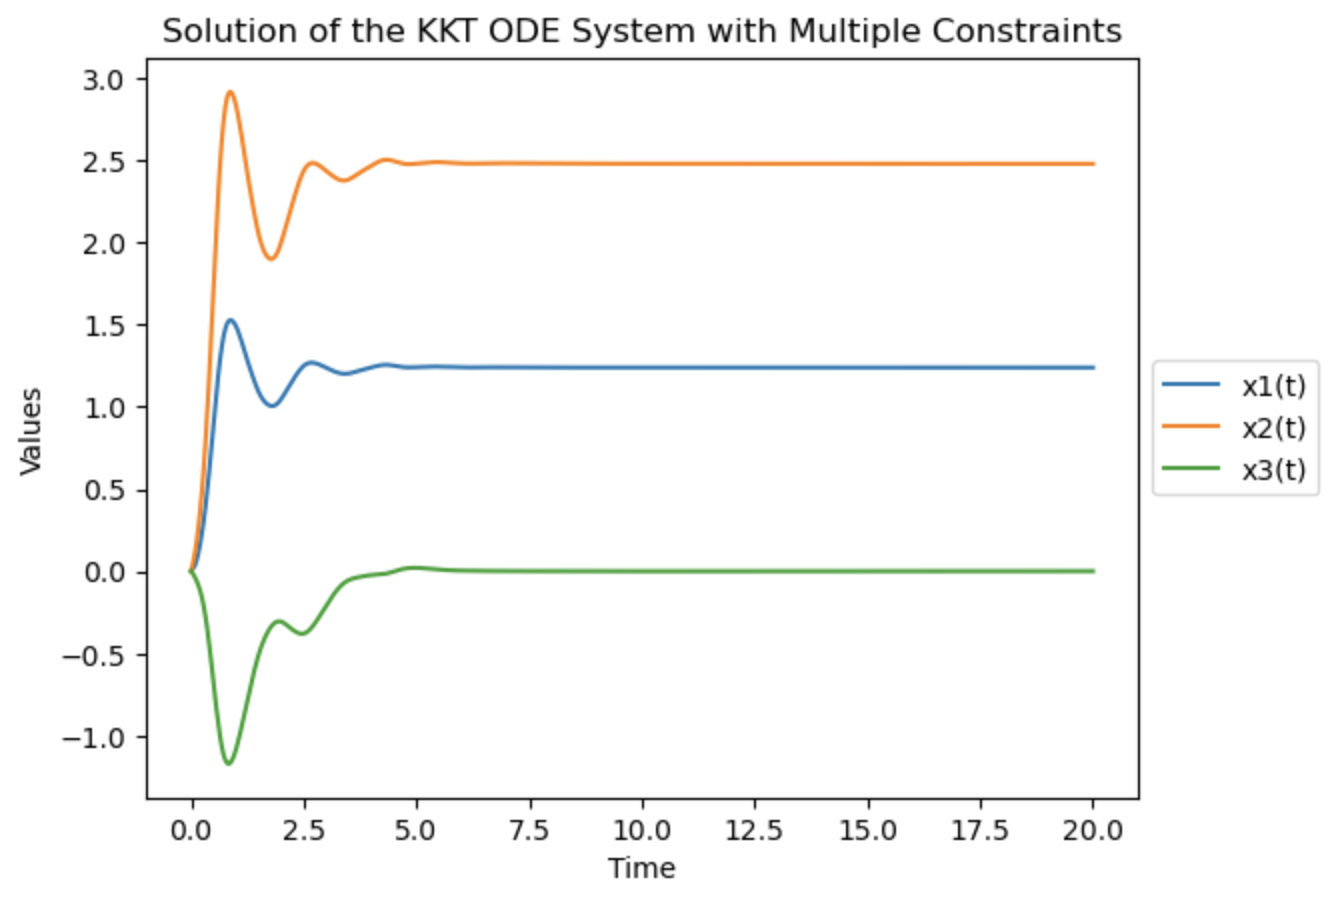 Solution of the KKT ODE System with Multiple Constraints
3.0
2.5
2.0
1.5
1.0
0.5
0.0
−0.5
−1.0
Values
0.0 2.5 5.0 7.5 10.0 12.5 15.0 17.5 20.0
Time
x1(t)
x2(t)
x3(t)